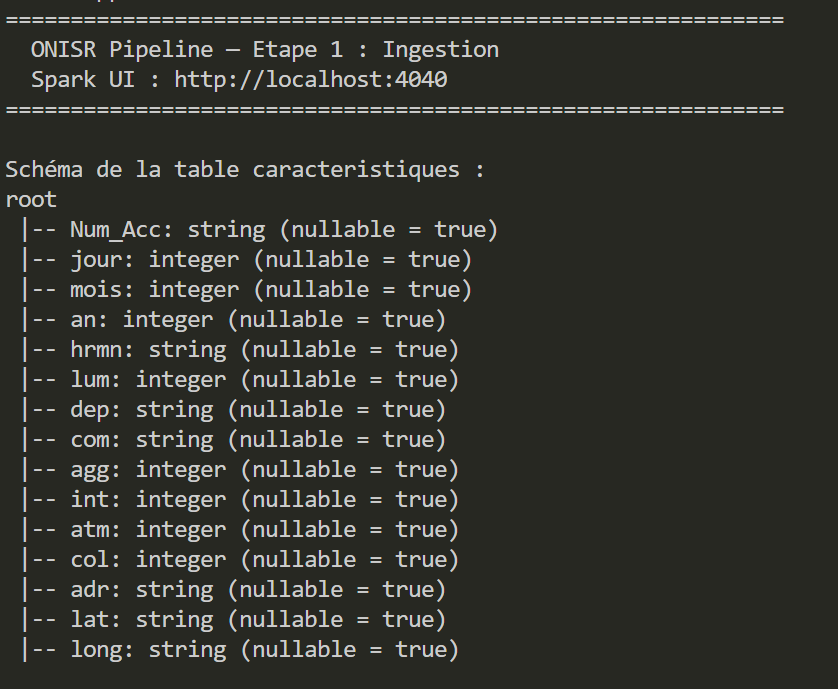 ============================================================
ONISR Pipeline — Etape 1 : Ingestion
Spark UI : http://localhost:4040
============================================================
Schéma de la table caracteristiques :
root
|-- Num_Acc: string (nullable = true)
|-- jour: integer (nullable = true)
|-- mois: integer (nullable = true)
|-- an: integer (nullable = true)
|-- hrmn: string (nullable = true)
|-- lum: integer (nullable = true)
|-- dep: string (nullable = true)
|-- com: string (nullable = true)
|-- agg: integer (nullable = true)
|-- int: integer (nullable = true)
|-- atm: integer (nullable = true)
|-- col: integer (nullable = true)
|-- adr: string (nullable = true)
|-- lat: string (nullable = true)
|-- long: string (nullable = true)